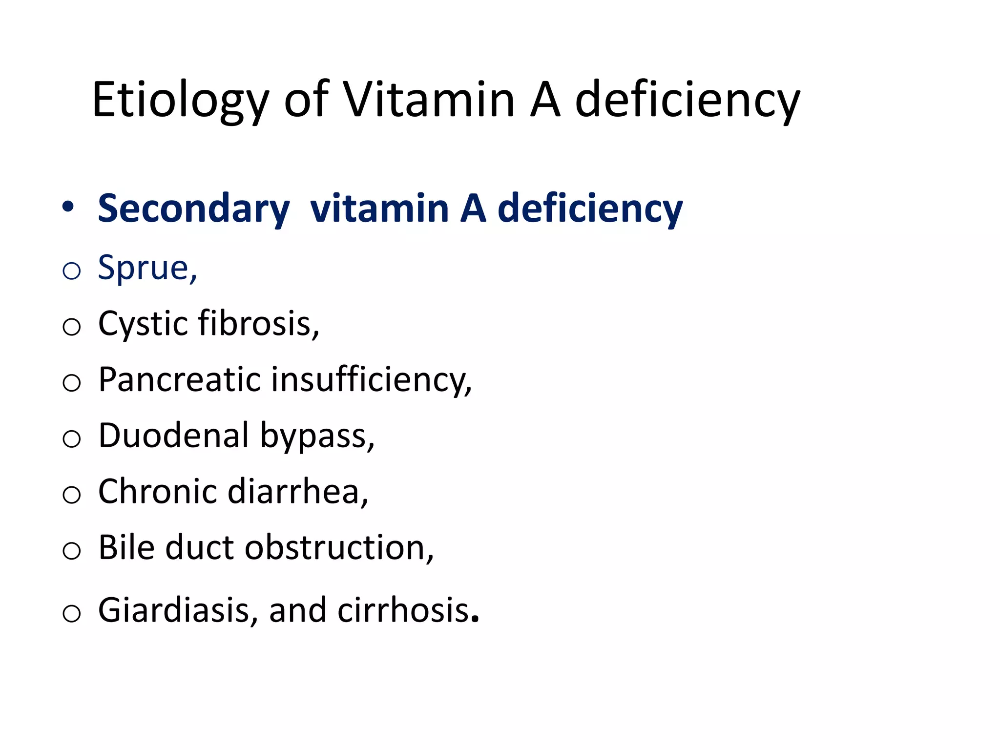 Etiology of Vitamin A deficiency
• Secondary  vitamin A deficiency
o Sprue,
o Cystic fibrosis,
o Pancreatic insufficiency,
o Duodenal bypass,
o Chronic diarrhea,
o Bile duct obstruction,
o Giardiasis, and cirrhosis.